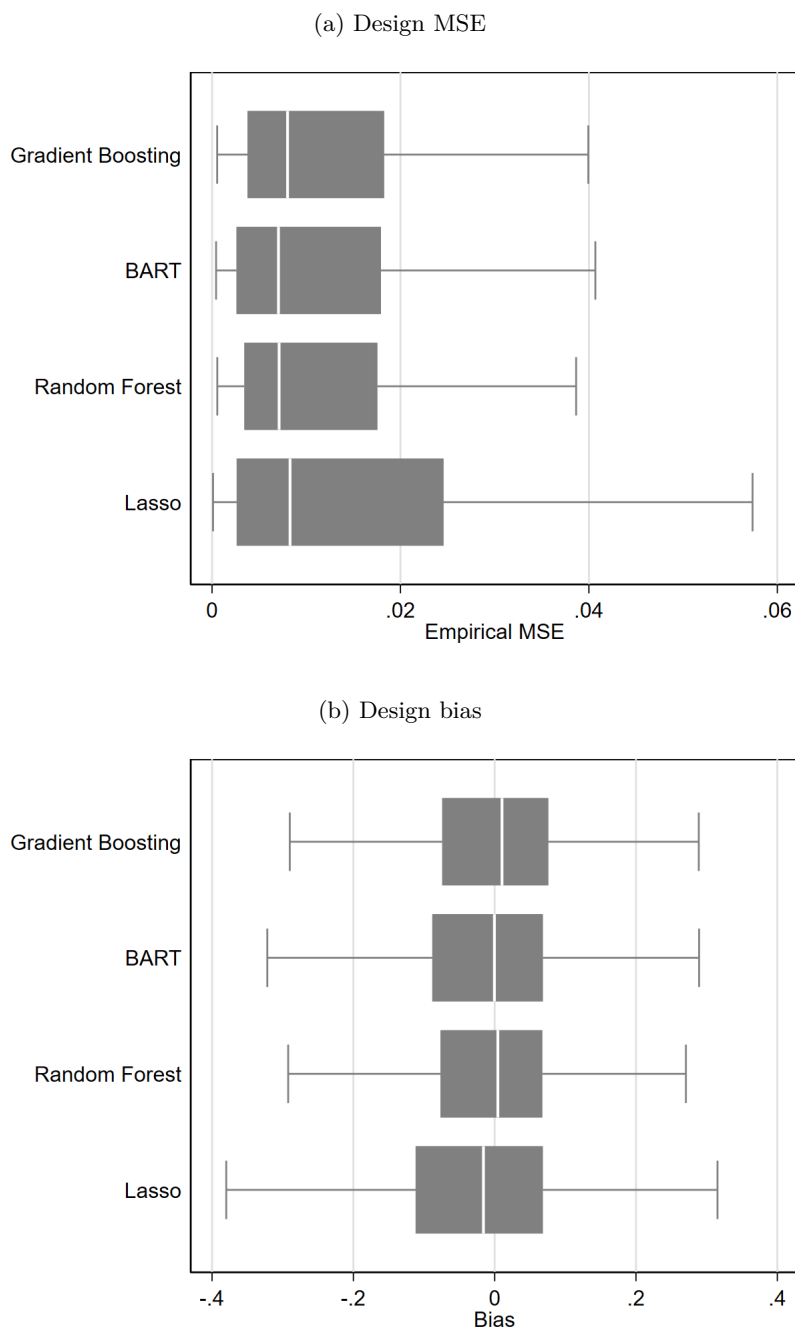 (a) Design MSE
Gradient Boosting
BART
Random Forest
Lasso
0 .02 .04 .06
Empirical MSE
(b) Design bias
Gradient Boosting
BART
Random Forest
Lasso
-.4 -.2 0 .2 .4
Bias